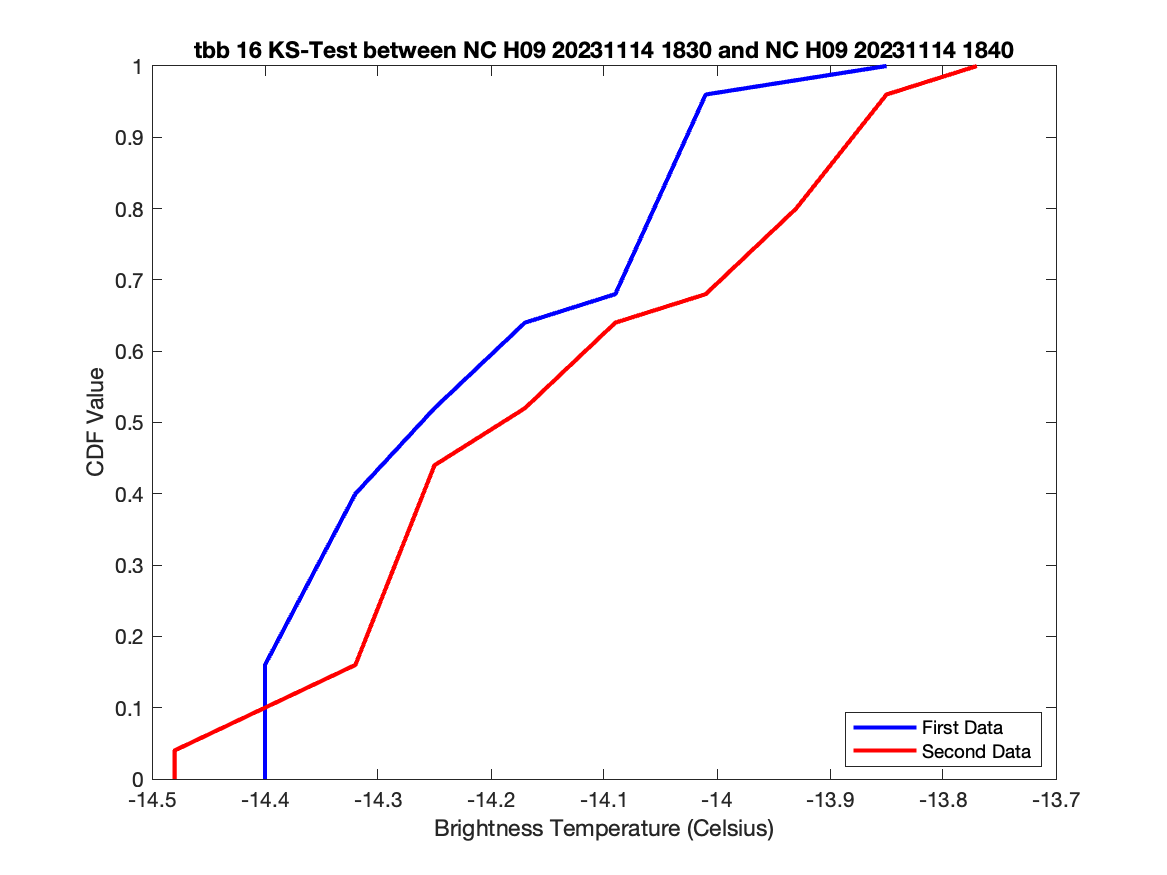 tbb 16 KS-Test between NC H09 20231114 1830 and NC H09 20231114 1840
1
0.9
0.8
0.7
0.6
0.5
0.4
0.3
0.2
0.1
0
CDF Value
First Data
Second Data
-14.5 -14.4 -14.3 -14.2 -14.1 -14 -13.9 -13.8 -13.7
Brightness Temperature (Celsius)